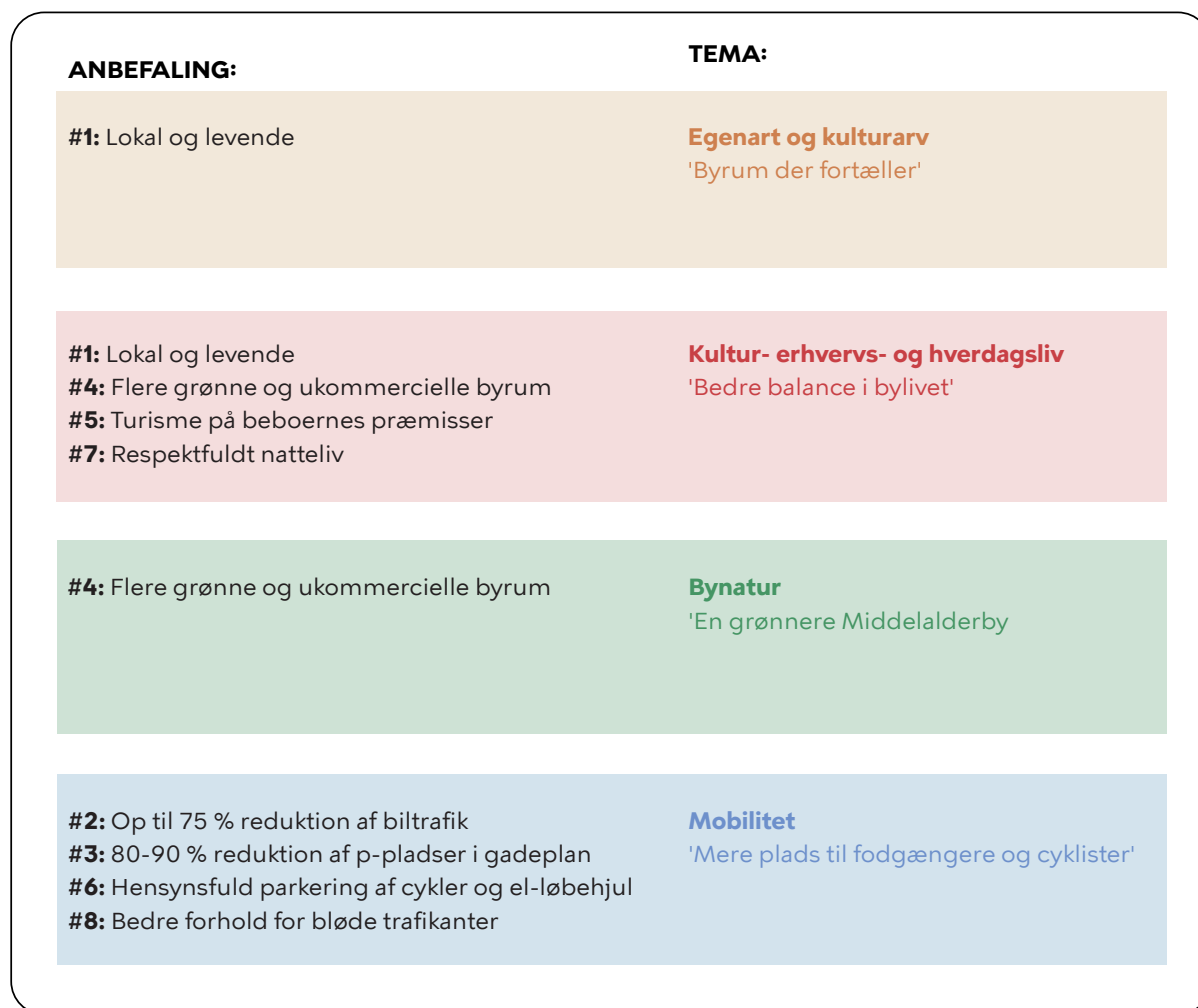 ANBEFALING:
TEMA:
#1: Lokal og levende
Egenart og kulturarv
'Byrum der fortæller'
#1: Lokal og levende
#4: Flere grønne og ukommercielle byrum
#5: Turisme på beboernes præmisser
#7: Respektfuldt natteliv
Kultur- erhvervs- og hverdagsliv
'Bedre balance i bylivet'
#4: Flere grønne og ukommercielle byrum
Bynatur
'En grønnere Middelalderby
#2: Op til 75 % reduktion af biltrafik
#3: 80-90 % reduktion af p-pladser i gadeplan
#6: Hensynsfuld parkering af cykler og el-løbehjul
#8: Bedre forhold for bløde trafikanter
Mobilitet
'Mere plads til fodgængere og cyklister'